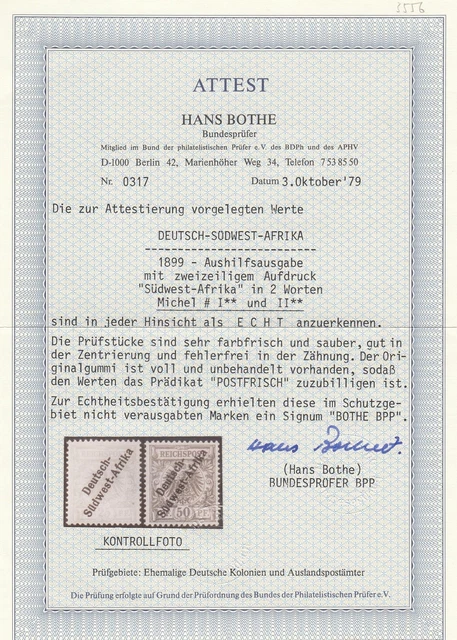 1556
ATTEST
HANS BOTHE
Bundesprüfer
Mitglied im Bund der philatelistischen Prüfer e.V. des BDPh und des APHV
D-1000 Berlin 42, Marienhöher Weg 34, Telefon 7 53 85 50
Nr. 0317 Datum 3.Oktober'79
Die zur Attestierung vorgelegten Werte
DEUTSCH-SÜDWEST-AFRIKA
1899 - Aushilfsausgabe
mit zweizeiligem Aufdruck
"Südwest-Afrika" in 2 Worten
Michel # I** und II**
sind in jeder Hinsicht als E C H T anzuerkennen.
Die Prüfstücke sind sehr farbfrisch und sauber, gut in
der Zentrierung und fehlerfrei in der Zähnung. Der Ori-
ginalgummi ist voll und unbehandelt vorhanden, sodaß
den Werten das Prädikat "POSTFRISCH" zuzubilligen ist.
Zur Echtheitsbestätigung erhielten diese im Schutzge-
biet nicht verausgabten Marken ein Signum "BOTHE BPP".
Deutsch-
Südwest-Afrika
REICHSPOST
Deutsch-
Südwest-Afrika
50 PF
Hans Bothe.
(Hans Bothe)
BUNDESPRÜFER BPP
KONTROLLFOTO
Prüfgebiete: Ehemalige Deutsche Kolonien und Auslandspostämter
Die Prüfung erfolgte auf Grund der Prüfordnung des Bundes der Philatelistischen Prüfer e.V.